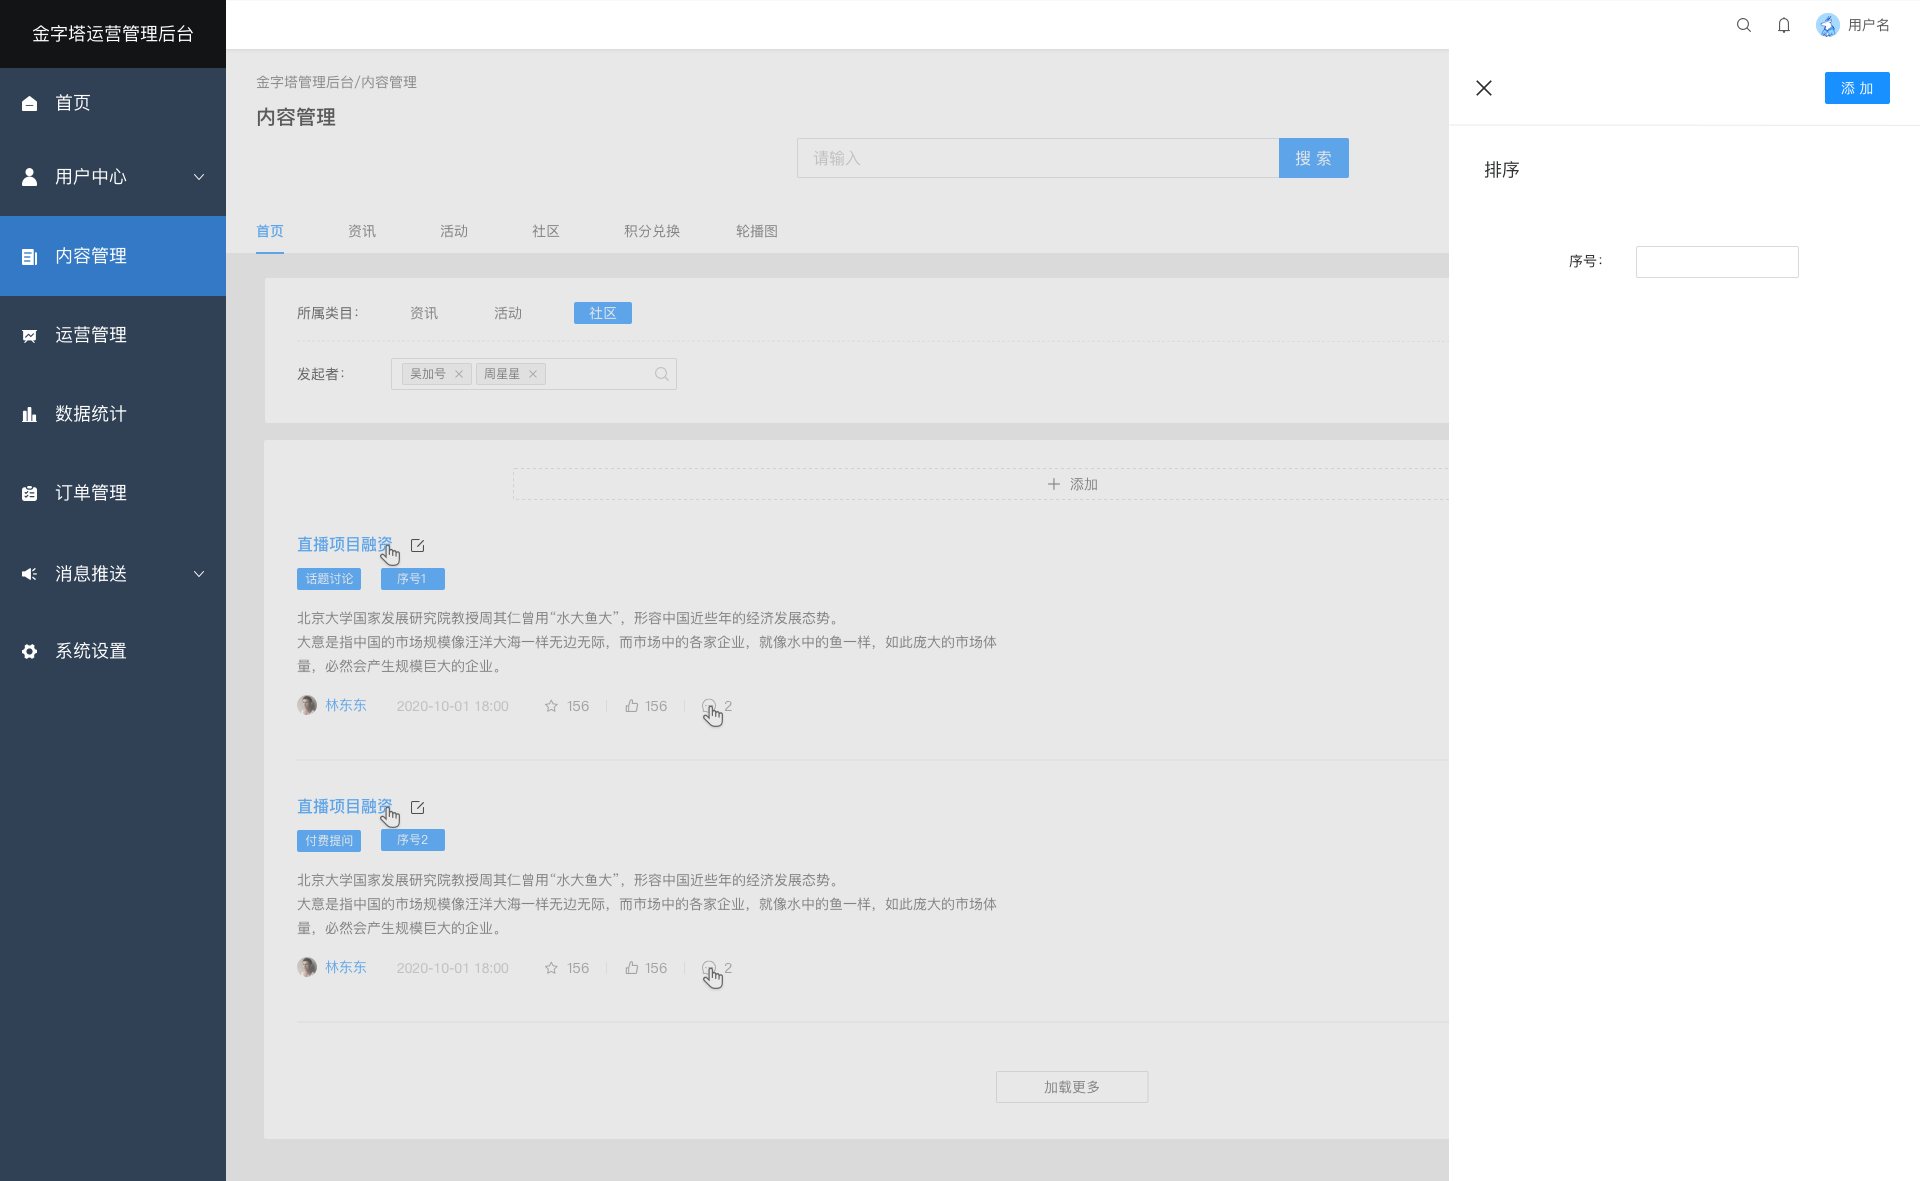 金字塔运营管理后台
用户名
首页
用户中心
内容管理
运营管理
数据统计
订单管理
消息推送
系统设置
金字塔管理后台/内容管理
内容管理
请输入
搜 索
首页 资讯 活动 社区 积分兑换 轮播图
所属类目： 资讯 活动 社区
发起者： 吴加号 周星星
添加
直播项目融资
话题讨论 序号1
北京大学国家发展研究院教授周其仁曾用“水大鱼大”，形容中国近些年的经济发展态势。
大意是指中国的市场规模像汪洋大海一样无边无际，而市场中的各家企业，就像水中的鱼一样，如此庞大的市场体
量，必然会产生规模巨大的企业。
林东东 2020-10-01 18:00 156 156 2
直播项目融资
付费提问 序号2
北京大学国家发展研究院教授周其仁曾用“水大鱼大”，形容中国近些年的经济发展态势。
大意是指中国的市场规模像汪洋大海一样无边无际，而市场中的各家企业，就像水中的鱼一样，如此庞大的市场体
量，必然会产生规模巨大的企业。
林东东 2020-10-01 18:00 156 156 2
加载更多
添 加
排序
序号：